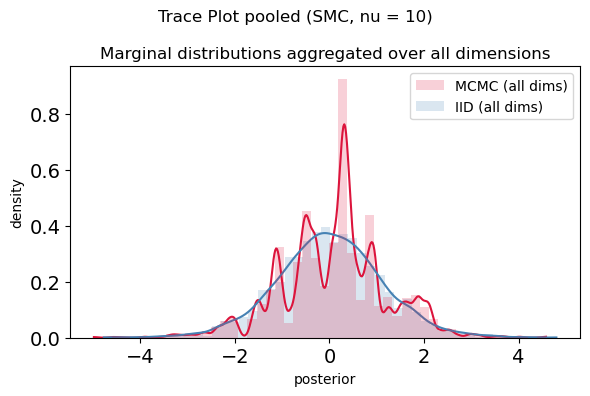 Trace Plot pooled (SMC, nu = 10)
Marginal distributions aggregated over all dimensions
MCMC (all dims)
IID (all dims)
density
0.8
0.6
0.4
0.2
0.0
−4
−2
0
2
4
posterior